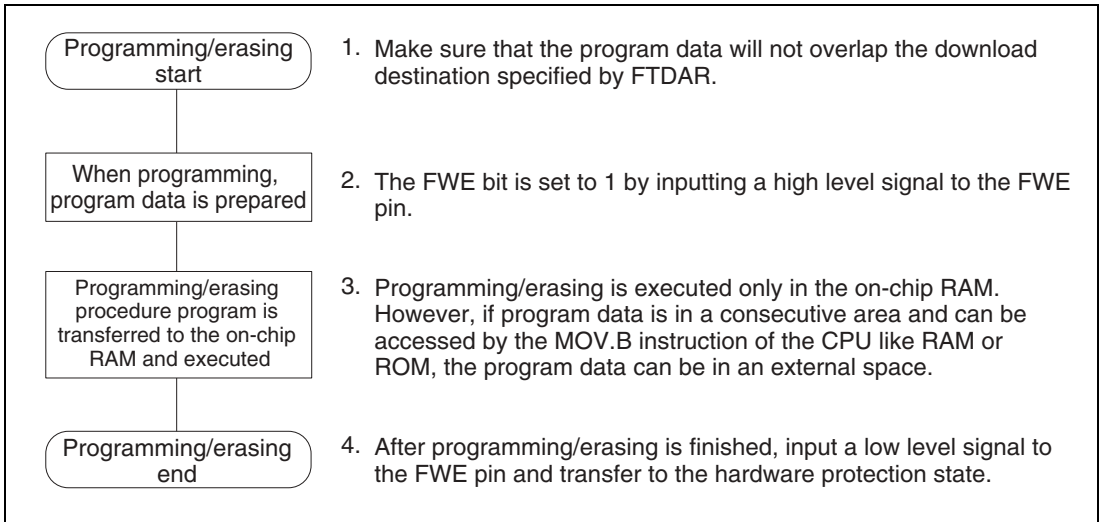 Programming/erasing
start
1. Make sure that the program data will not overlap the download
destination specified by FTDAR.
When programming,
program data is prepared
2. The FWE bit is set to 1 by inputting a high level signal to the FWE
pin.
Programming/erasing
procedure program is
transferred to the on-chip
RAM and executed
3. Programming/erasing is executed only in the on-chip RAM.
However, if program data is in a consecutive area and can be
accessed by the MOV.B instruction of the CPU like RAM or
ROM, the program data can be in an external space.
Programming/erasing
end
4. After programming/erasing is finished, input a low level signal to
the FWE pin and transfer to the hardware protection state.